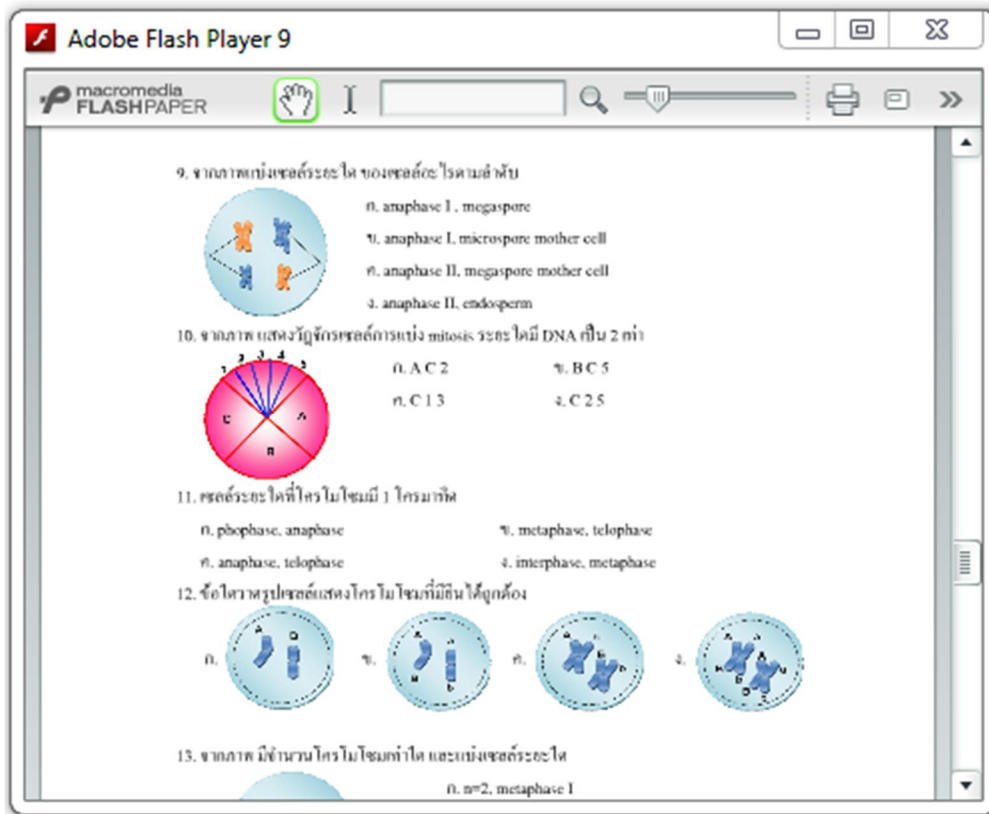 Adobe Flash Player 9
macromedia
FLASHPAPER
9. จากภาพแบ่งเซลล์ระยะใด ของเซลล์อะไรตามลำดับ
ก. anaphase I , megaspore
ข. anaphase I, microspore mother cell
ค. anaphase II, megaspore mother cell
ง. anaphase II, endosperm
10. จากภาพ แสดงวัฏจักรเซลล์การแบ่ง mitosis ระยะใดมี DNA เป็น 2 เท่า
1 2 3 4 5
C A
B
ก. A C 2 ข. B C 5
ค. C 1 3 ง. C 2 5
11. เซลล์ระยะใดที่โครโมโซมมี 1 โครมาทิด
ก. phophase, anaphase ข. metaphase, telophase
ค. anaphase, telophase ง. interphase, metaphase
12. ข้อใดวาดรูปเซลล์แสดงโครโมโซมที่มียีนได้ถูกต้อง
ก. ข. ค. ง.
13. จากภาพ มีจำนวนโครโมโซมเท่าใด และแบ่งเซลล์ระยะใด
ก. n=2, metaphase I